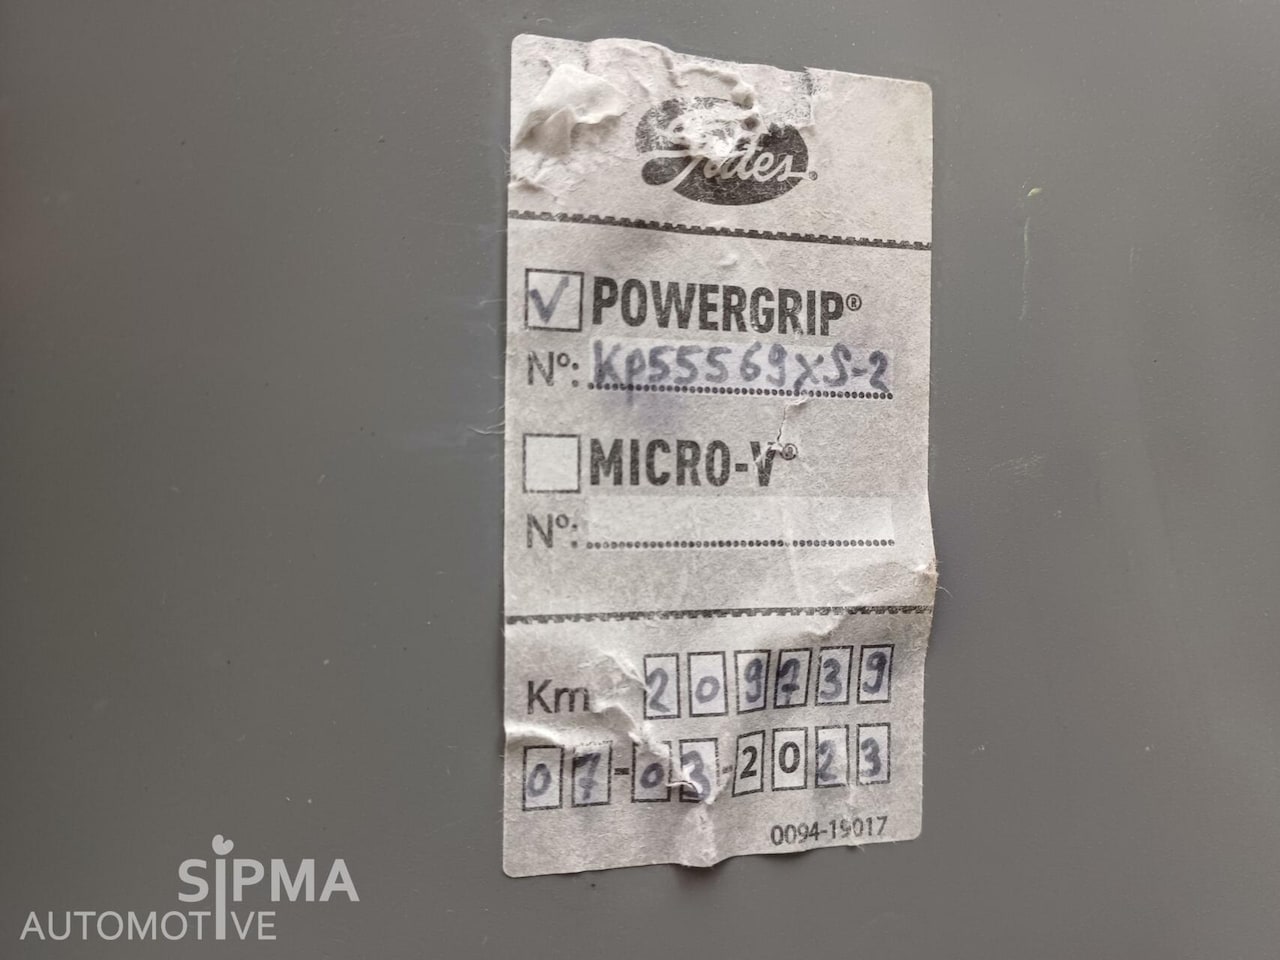 Gates®
POWERGRIP®
Nº: KP55569XS-2
MICRO-V®
Nº:
Km 209739
07-03-2023
0094-19017
SIPMA
AUTOMOTIVE